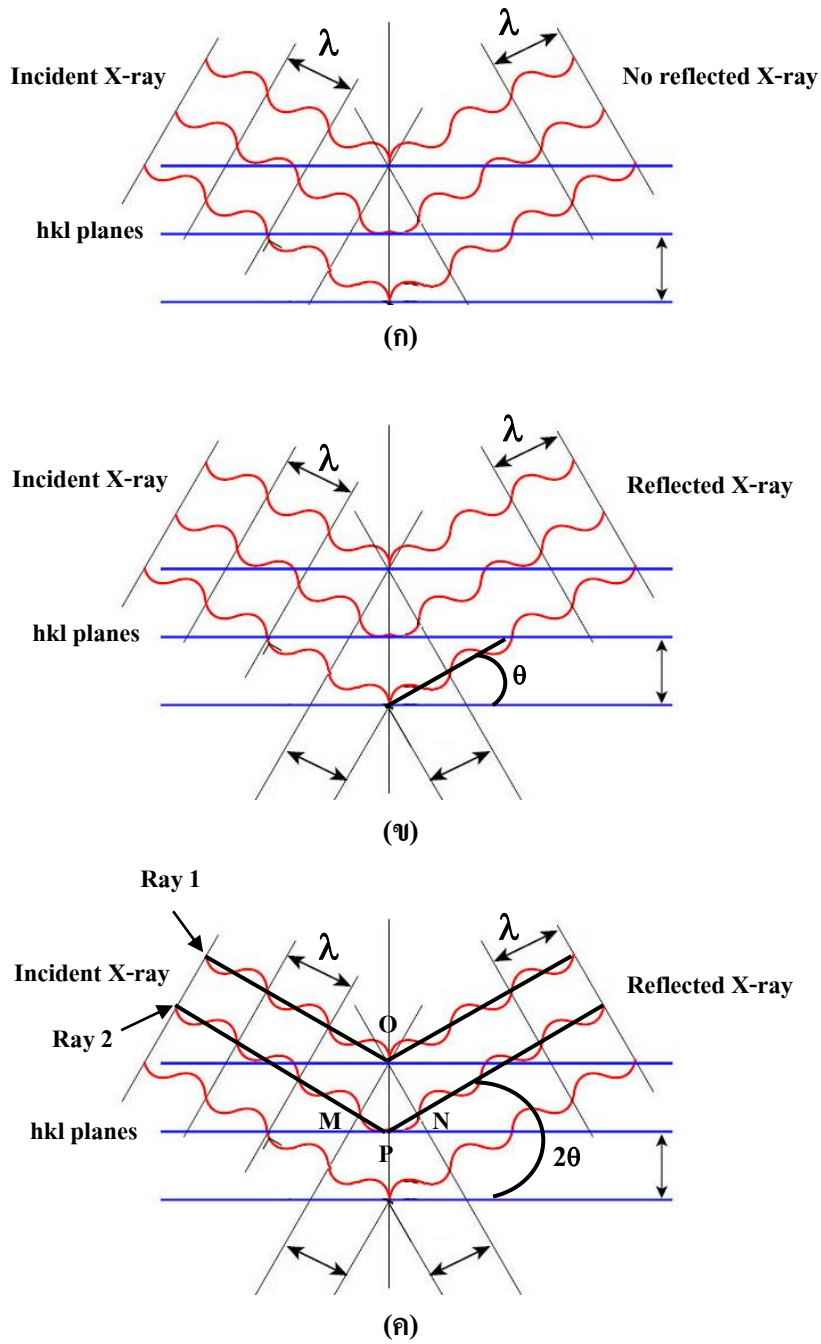 λ
λ
Incident X-ray
No reflected X-ray
hkl planes
(ก)
λ
λ
Incident X-ray
Reflected X-ray
hkl planes
θ
(ข)
Ray 1
λ
λ
Incident X-ray
Reflected X-ray
O
Ray 2
hkl planes
M
N
P
2θ
(ค)